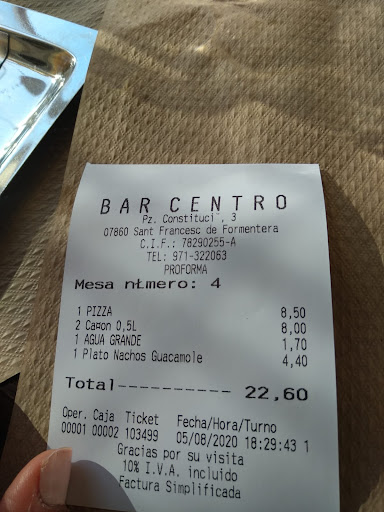 BAR CENTRO
Pz. Constituci¨, 3
07860 Sant Francesc de Formentera
C.I.F.: 78290255-A
TEL: 971-322063
PROFORMA
Mesa nŁmero: 4
1 PIZZA 8,50
2 Ca¤on 0,5L 8,00
1 AGUA GRANDE 1,70
1 Plato Nachos Guacamole 4,40
Total---------- 22,60
Oper. Caja Ticket Fecha/Hora/Turno
00001 00002 103499 05/08/2020 18:29:43 1
Gracias por su visita
10% I.V.A. incluido
Factura Simplificada